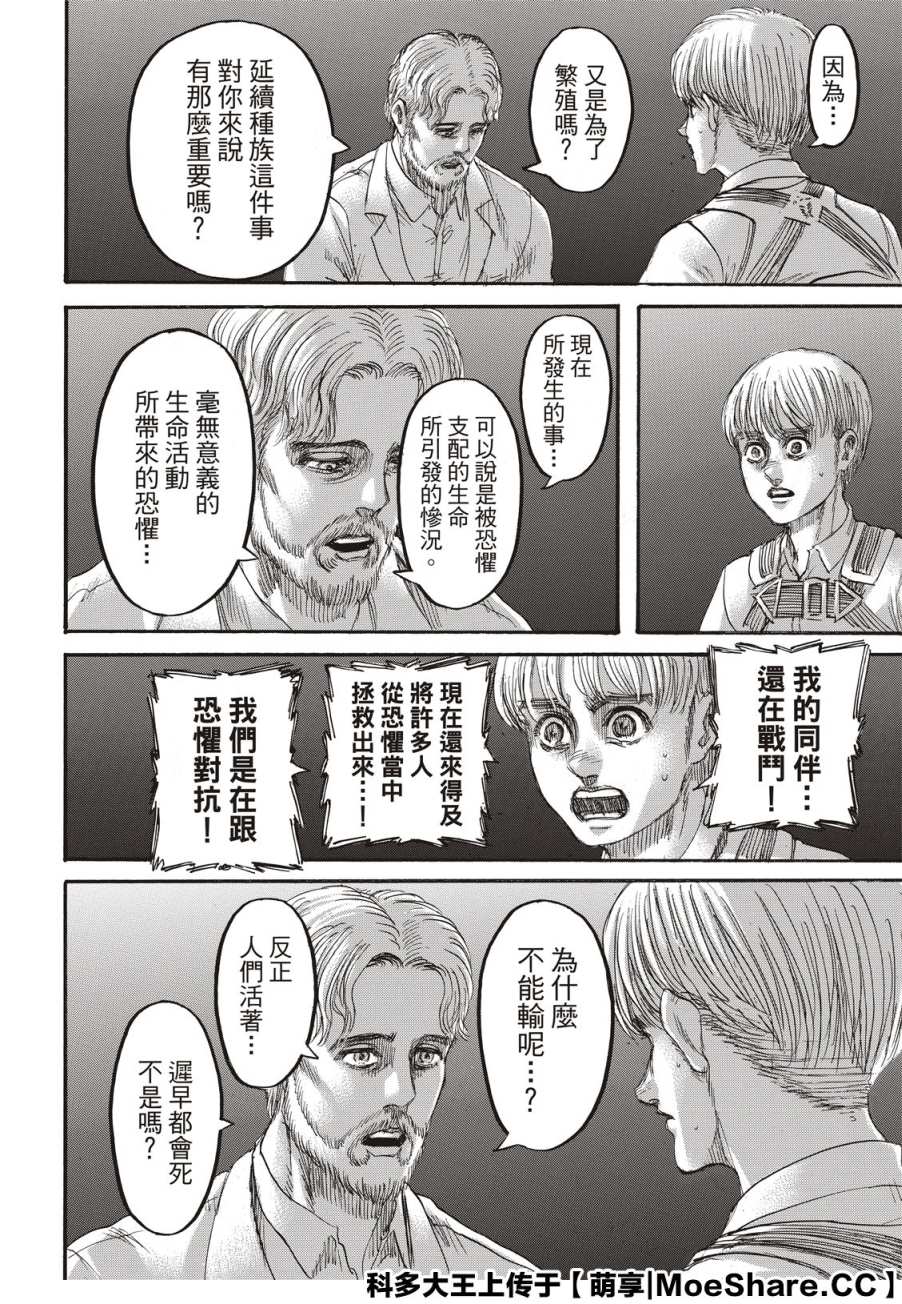 因為…
又是為了
繁殖嗎？
延續種族這件事
對你來說
有那麼重要嗎？
現在
所發生的事…
可以說是被恐懼
支配的生命
所引發的慘況。
毫無意義的
生命活動
所帶來的恐懼…
我的同伴…
還在戰鬥！
現在還來得及
將許多人
從恐懼當中
拯救出來…！
我們是在跟
恐懼對抗！
為什麼
不能輸呢…？
反正
人們活著…
遲早都會死
不是嗎？
科多大王上传于【萌享|MoeShare.CC】